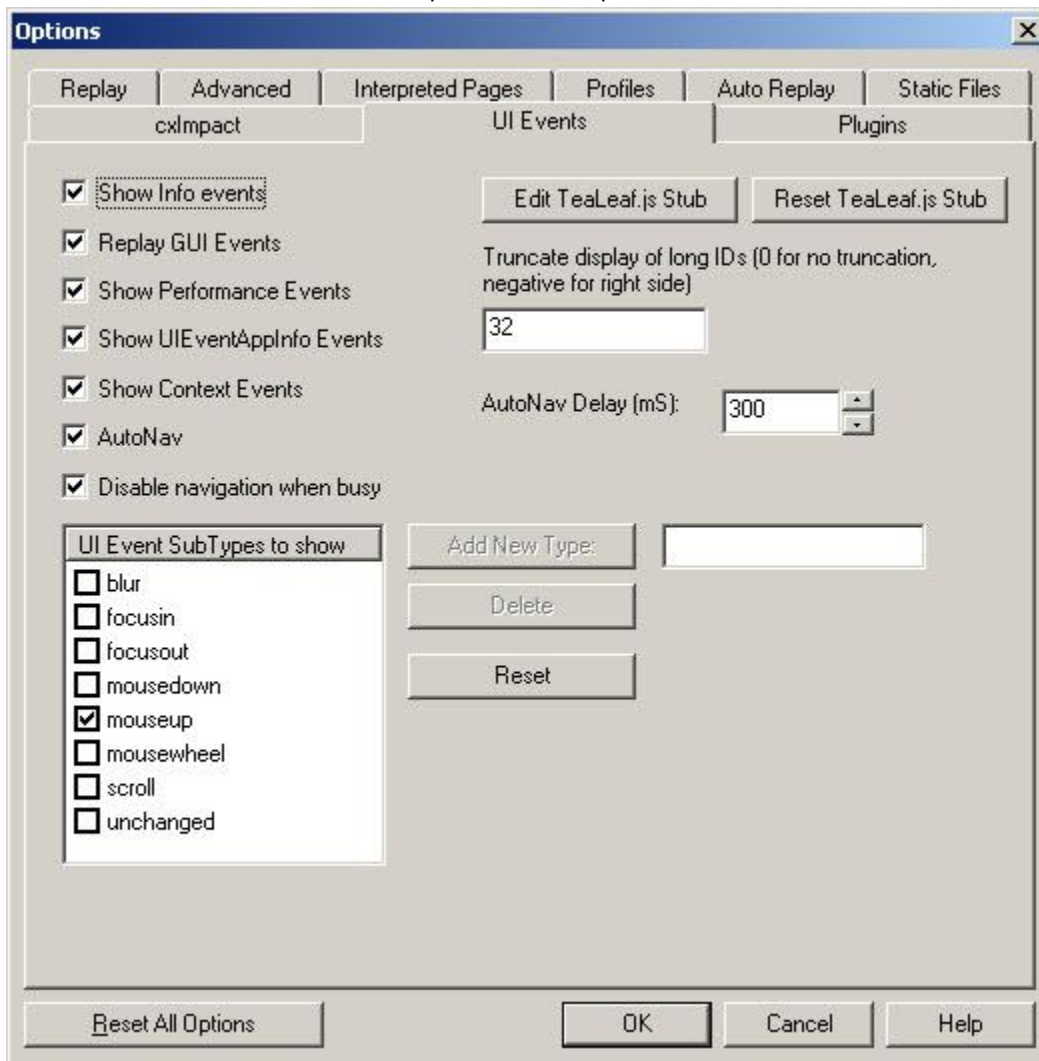 Options
Replay Advanced Interpreted Pages Profiles Auto Replay Static Files
cxImpact UI Events Plugins
Show Info events
Edit TeaLeaf.js Stub Reset TeaLeaf.js Stub
Replay GUI Events
Truncate display of long IDs (0 for no truncation,
negative for right side)
Show Performance Events
32
Show UIEventAppInfo Events
Show Context Events
AutoNav Delay (mS): 300
AutoNav
Disable navigation when busy
UI Event SubTypes to show
Add New Type:
blur
focusin
Delete
focusout
mousedown
Reset
mouseup
mousewheel
scroll
unchanged
Reset All Options OK Cancel Help